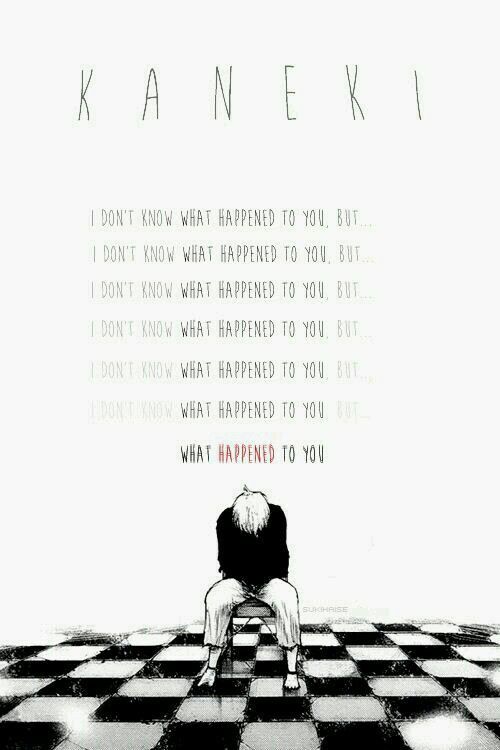 KANEKI
I DON'T KNOW WHAT HAPPENED TO YOU, BUT...
I DON'T KNOW WHAT HAPPENED TO YOU, BUT...
I DON'T KNOW WHAT HAPPENED TO YOU, BUT...
I DON'T KNOW WHAT HAPPENED TO YOU, BUT...
I DON'T KNOW WHAT HAPPENED TO YOU, BUT...
I DON'T KNOW WHAT HAPPENED TO YOU BUT...
WHAT HAPPENED TO YOU
SUKIHRISE